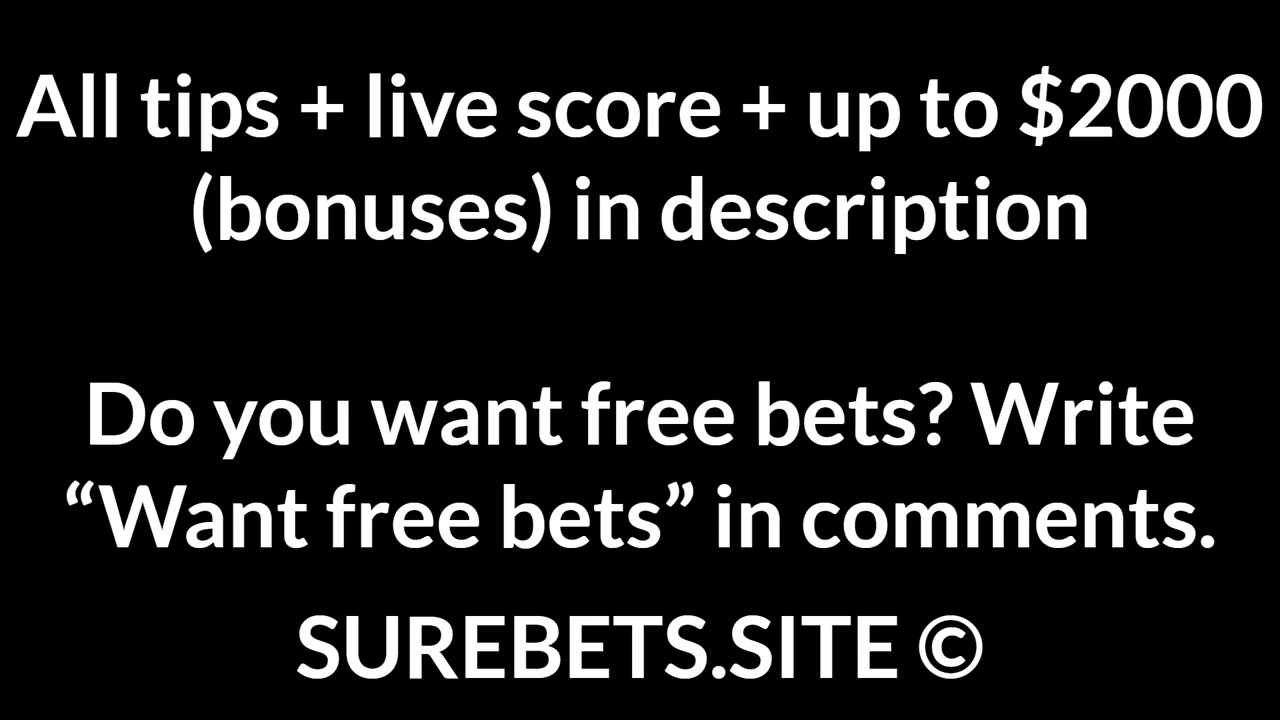 All tips + live score + up to $2000
(bonuses) in description
Do you want free bets? Write
“Want free bets” in comments.
SUREBETS.SITE ©